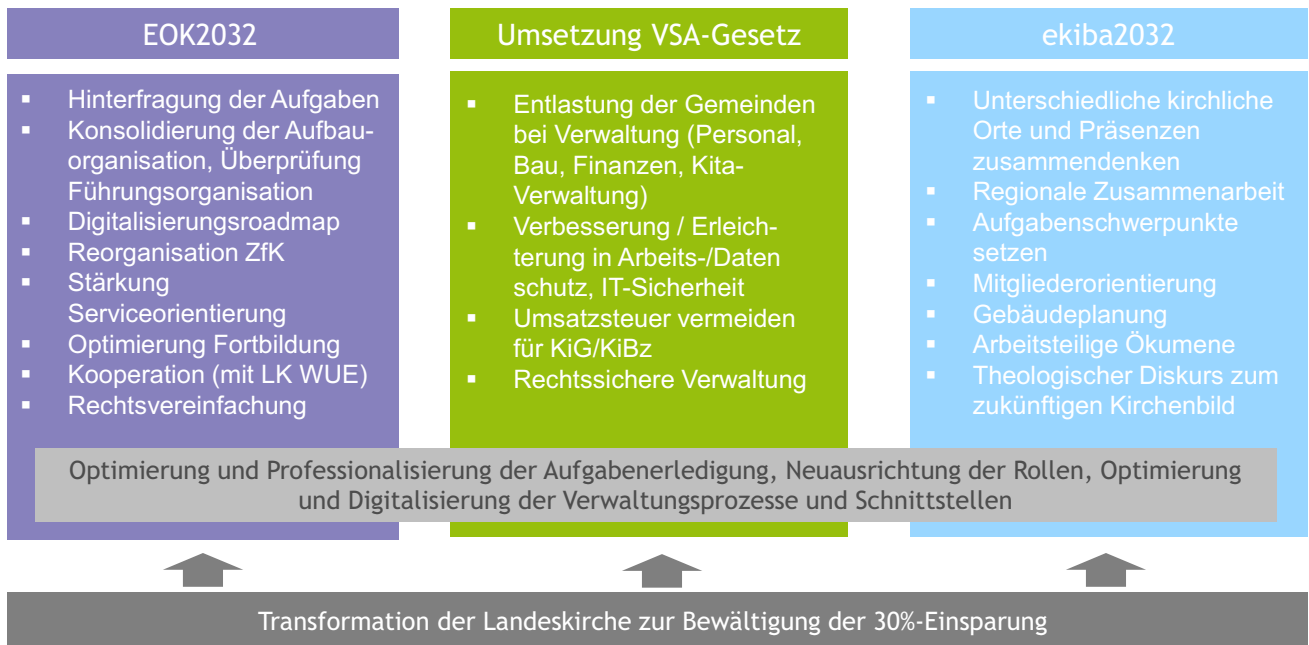 EOK2032
▪ Hinterfragung der Aufgaben
▪ Konsolidierung der Aufbau-
organisation, Überprüfung
Führungsorganisation
▪ Digitalisierungsroadmap
▪ Reorganisation ZfK
▪ Stärkung
Serviceorientierung
▪ Optimierung Fortbildung
▪ Kooperation (mit LK WUE)
▪ Rechtsvereinfachung
Umsetzung VSA-Gesetz
▪ Entlastung der Gemeinden
bei Verwaltung (Personal,
Bau, Finanzen, Kita-
Verwaltung)
▪ Verbesserung / Erleich-
terung in Arbeits-/Daten
schutz, IT-Sicherheit
▪ Umsatzsteuer vermeiden
für KiG/KiBz
▪ Rechtssichere Verwaltung
ekiba2032
▪ Unterschiedliche kirchliche
Orte und Präsenzen
zusammendenken
▪ Regionale Zusammenarbeit
▪ Aufgabenschwerpunkte
setzen
▪ Mitgliederorientierung
▪ Gebäudeplanung
▪ Arbeitsteilige Ökumene
▪ Theologischer Diskurs zum
zukünftigen Kirchenbild
Optimierung und Professionalisierung der Aufgabenerledigung, Neuausrichtung der Rollen, Optimierung
und Digitalisierung der Verwaltungsprozesse und Schnittstellen
Transformation der Landeskirche zur Bewältigung der 30%-Einsparung